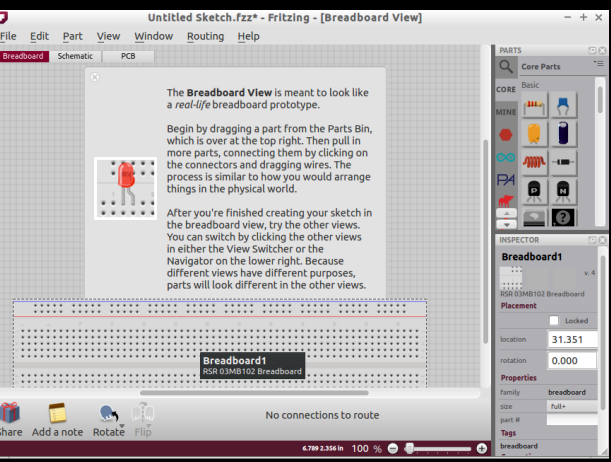 Untitled Sketch.fzz* - Fritzing - [Breadboard View]
File Edit Part View Window Routing Help
Breadboard Schematic PCB
The Breadboard View is meant to look like
a real-life breadboard prototype.
Begin by dragging a part from the Parts Bin,
which is over at the top right. Then pull in
more parts, connecting them by clicking on
the connectors and dragging wires. The
process is similar to how you would arrange
things in the physical world.
After you're finished creating your sketch in
the breadboard view, try the other views.
You can switch by clicking the other views
in either the View Switcher or the
Navigator on the lower right. Because
different views have different purposes,
parts will look different in the other views.
Breadboard1
RSR 03MB102 Breadboard
Share Add a note Rotate Flip
No connections to route
6.789 2.356 in 100 %
PARTS
Core Parts
CORE
MINE
Basic
P
N
INSPECTOR
Breadboard1
v. 4
RSR 03MB102 Breadboard
Placement
Locked
location 31.351
rotation 0.000
Properties
family breadboard
size full+
part #
Tags
breadboard